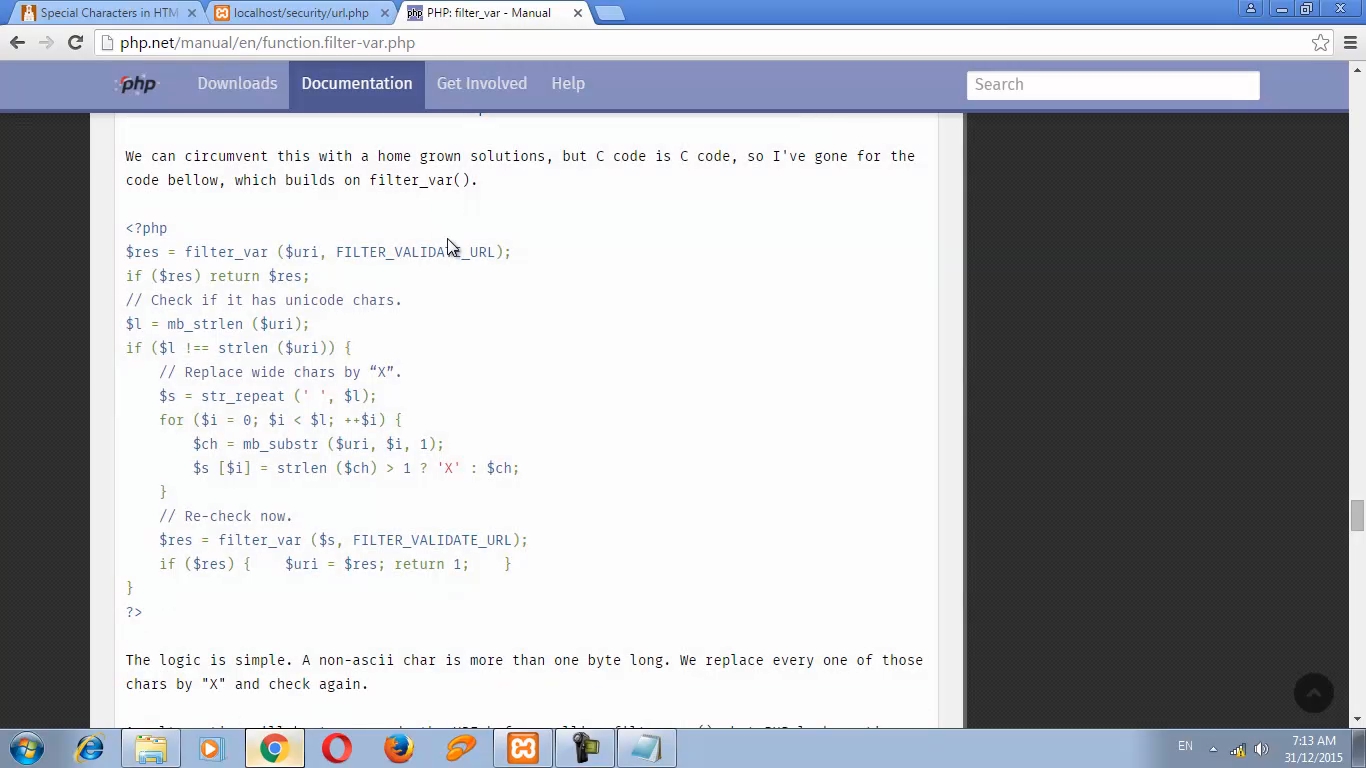 Special Characters in HTM
localhost/security/url.php
php PHP: filter_var - Manual
php.net/manual/en/function.filter-var.php
php Downloads Documentation Get Involved Help Search
We can circumvent this with a home grown solutions, but C code is C code, so I've gone for the
code bellow, which builds on filter_var().
<?php
$res = filter_var ($uri, FILTER_VALIDATE_URL);
if ($res) return $res;
// Check if it has unicode chars.
$l = mb_strlen ($uri);
if ($l !== strlen ($uri)) {
// Replace wide chars by “X”.
$s = str_repeat (' ', $l);
for ($i = 0; $i < $l; ++$i) {
$ch = mb_substr ($uri, $i, 1);
$s [$i] = strlen ($ch) > 1 ? 'X' : $ch;
}
// Re-check now.
$res = filter_var ($s, FILTER_VALIDATE_URL);
if ($res) { $uri = $res; return 1; }
}
?>
The logic is simple. A non-ascii char is more than one byte long. We replace every one of those
chars by "X" and check again.
EN
7:13 AM
31/12/2015